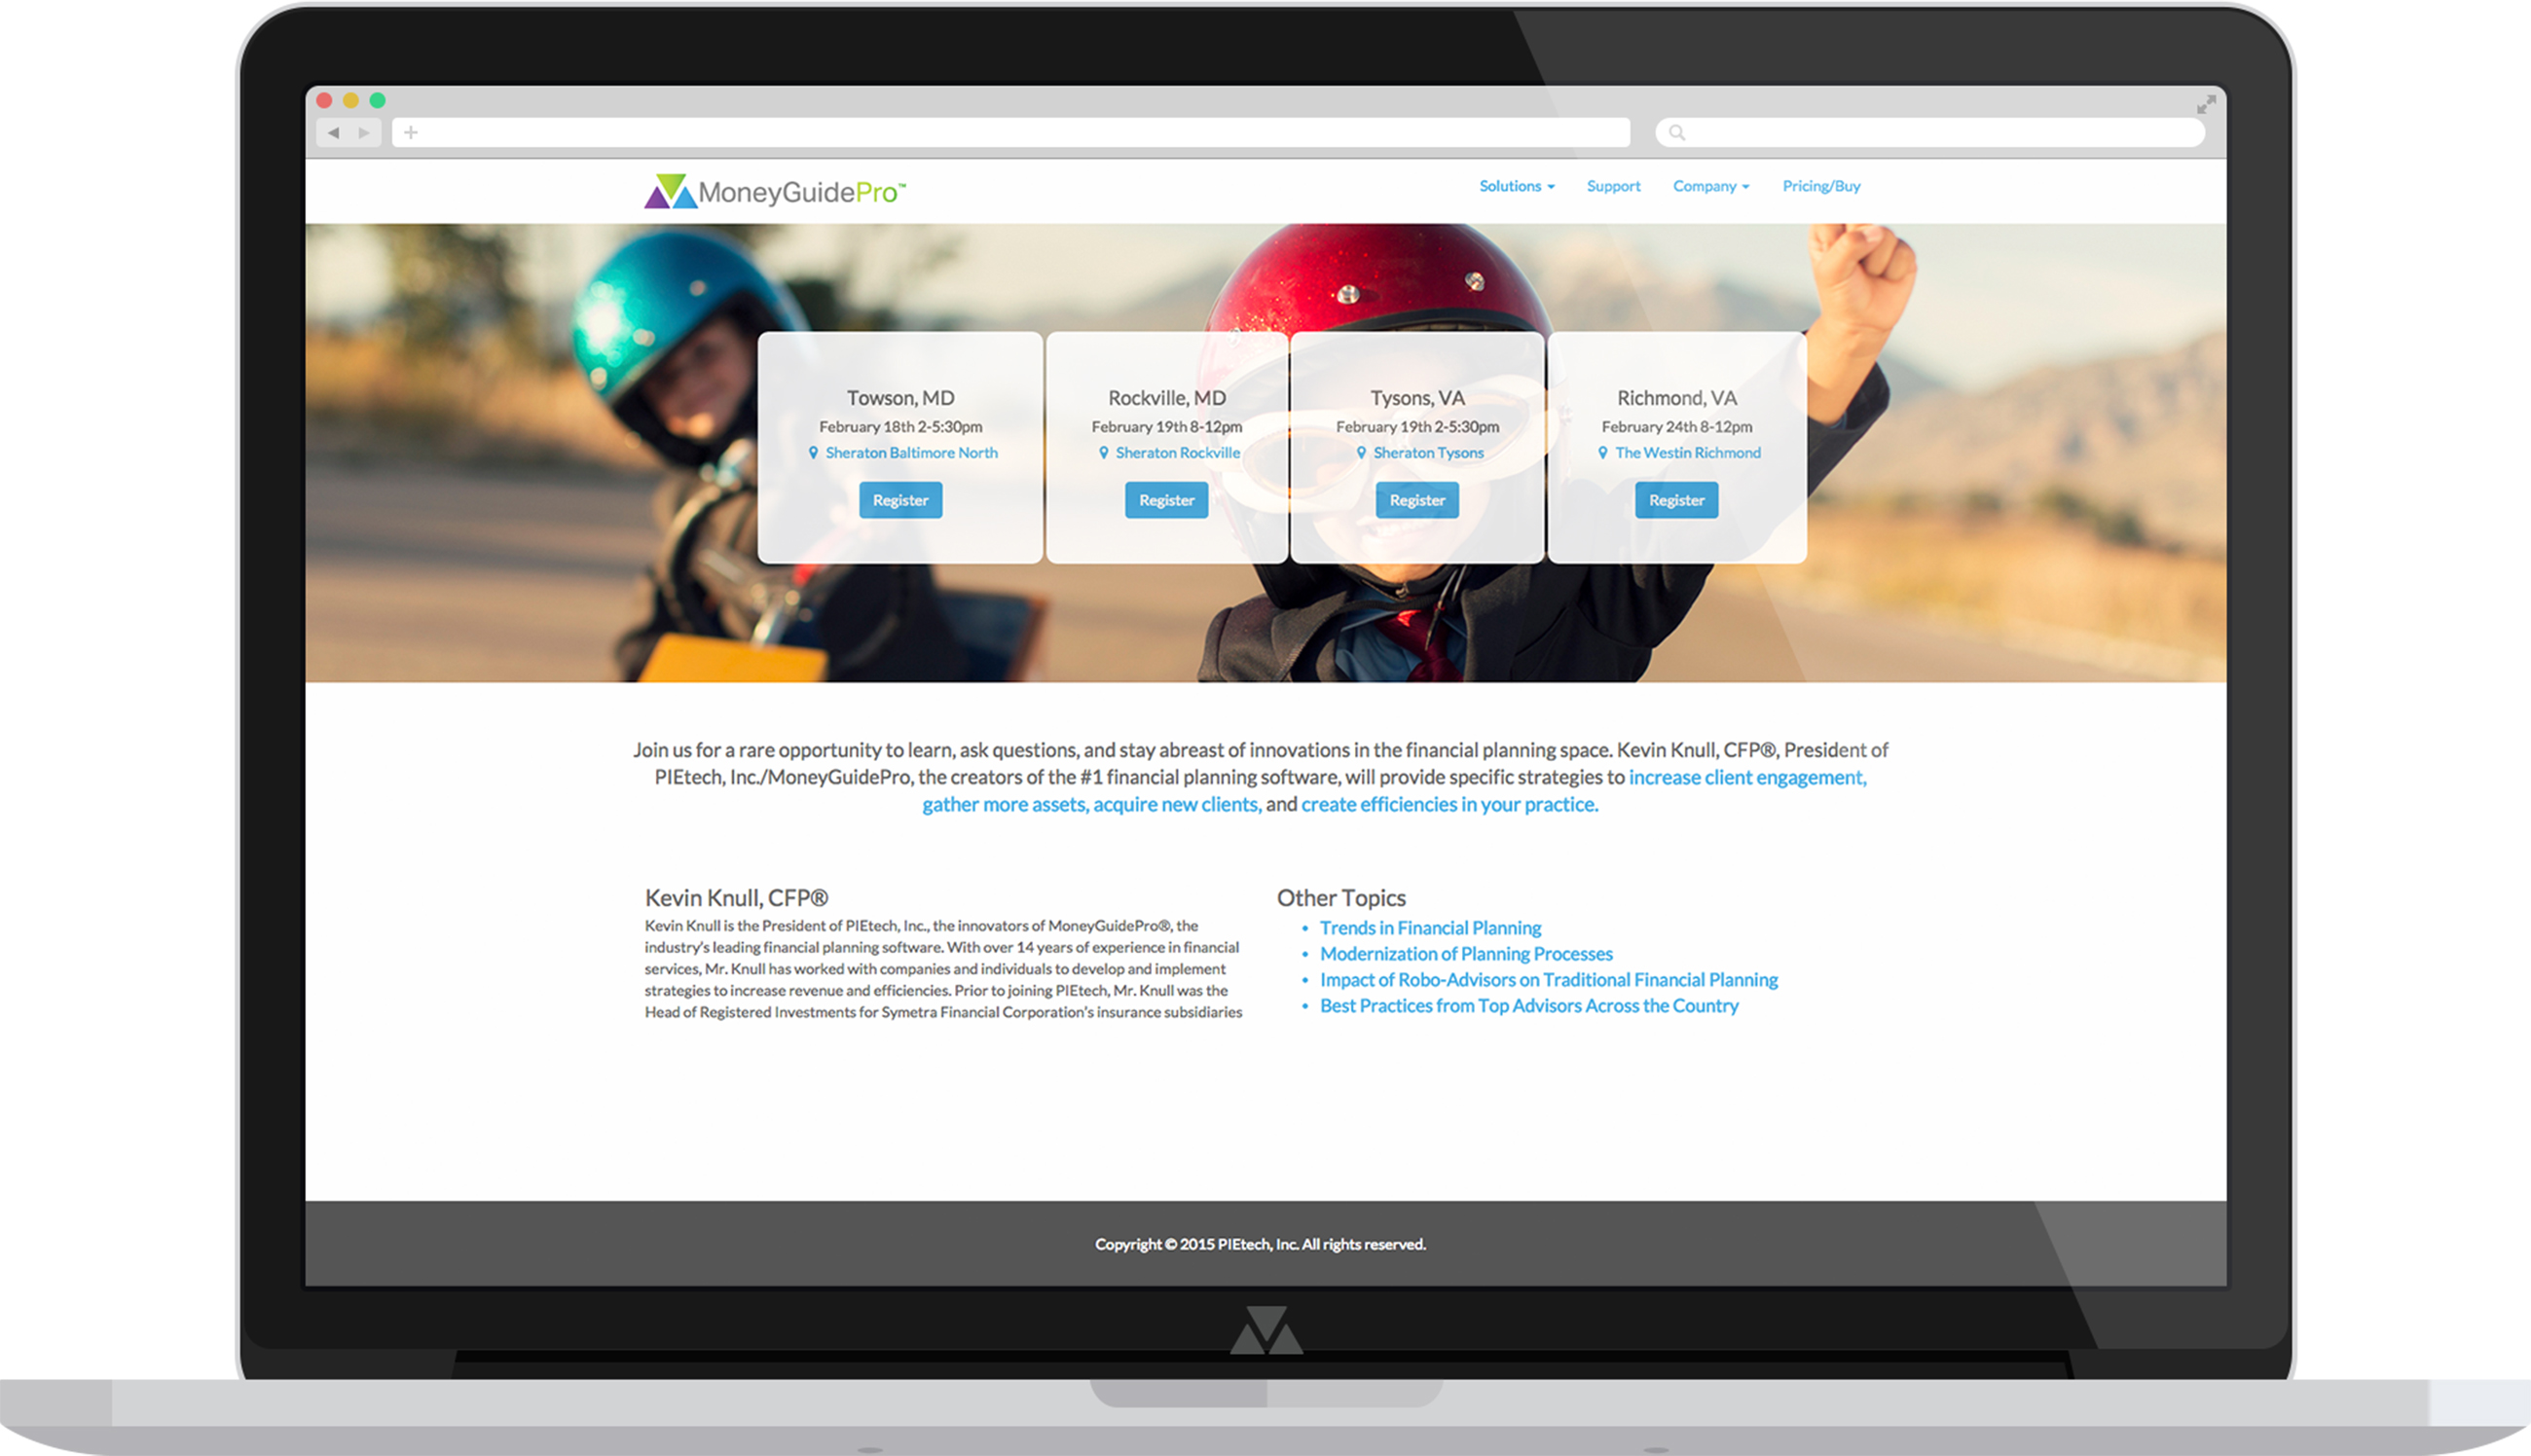 MoneyGuidePro™
Solutions Support Company Pricing/Buy
Towson, MD
February 18th 2-5:30pm
Sheraton Baltimore North
Register
Rockville, MD
February 19th 8-12pm
Sheraton Rockville
Register
Tysons, VA
February 19th 2-5:30pm
Sheraton Tysons
Register
Richmond, VA
February 24th 8-12pm
The Westin Richmond
Register
Join us for a rare opportunity to learn, ask questions, and stay abreast of innovations in the financial planning space. Kevin Knull, CFP®, President of
PIEtech, Inc./MoneyGuidePro, the creators of the #1 financial planning software, will provide specific strategies to increase client engagement,
gather more assets, acquire new clients, and create efficiencies in your practice.
Kevin Knull, CFP®
Kevin Knull is the President of PIEtech, Inc., the innovators of MoneyGuidePro®, the
industry's leading financial planning software. With over 14 years of experience in financial
services, Mr. Knull has worked with companies and individuals to develop and implement
strategies to increase revenue and efficiencies. Prior to joining PIEtech, Mr. Knull was the
Head of Registered Investments for Symetra Financial Corporation's insurance subsidiaries
Other Topics
• Trends in Financial Planning
• Modernization of Planning Processes
• Impact of Robo-Advisors on Traditional Financial Planning
• Best Practices from Top Advisors Across the Country
Copyright © 2015 PIEtech, Inc. All rights reserved.